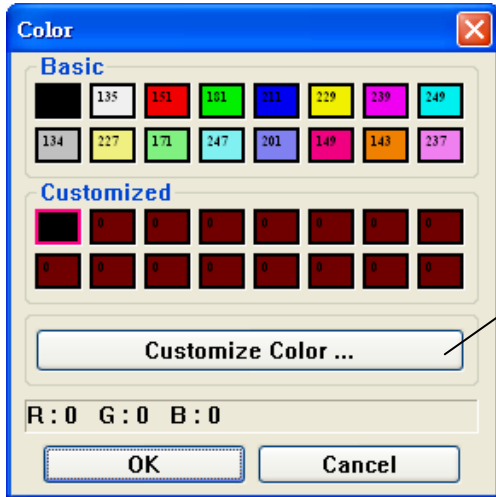 Color
Basic
135 151 181 211 229 239 249
134 227 171 247 201 149 143 237
Customized
0 0 0 0 0 0 0
0 0 0 0 0 0 0 0
Customize Color ...
R:0 G:0 B:0
OK Cancel